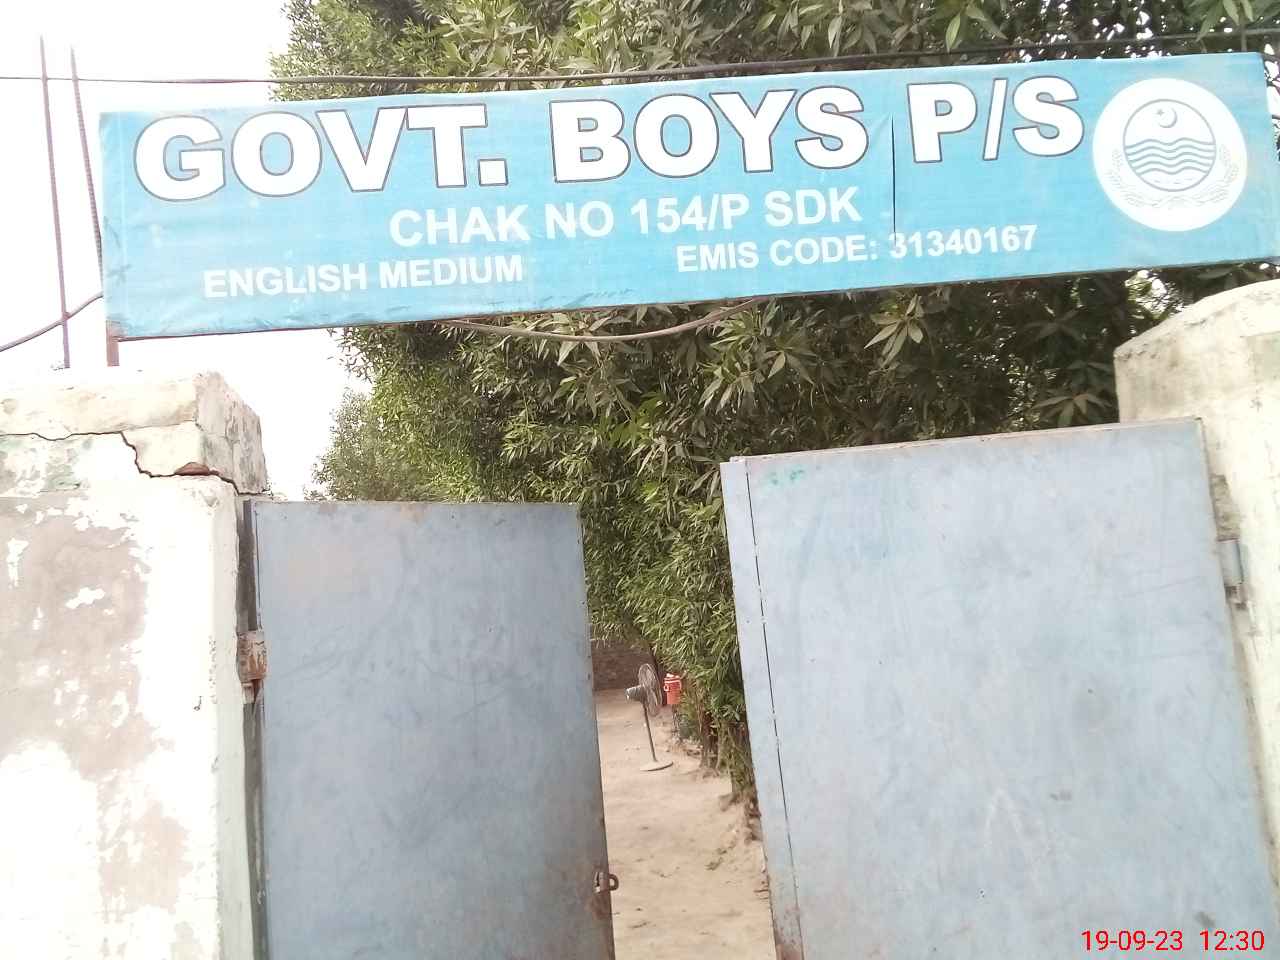 GOVT. BOYS P/S
CHAK NO 154/P SDK
ENGLISH MEDIUM EMIS CODE: 31340167
19-09-23 12:30